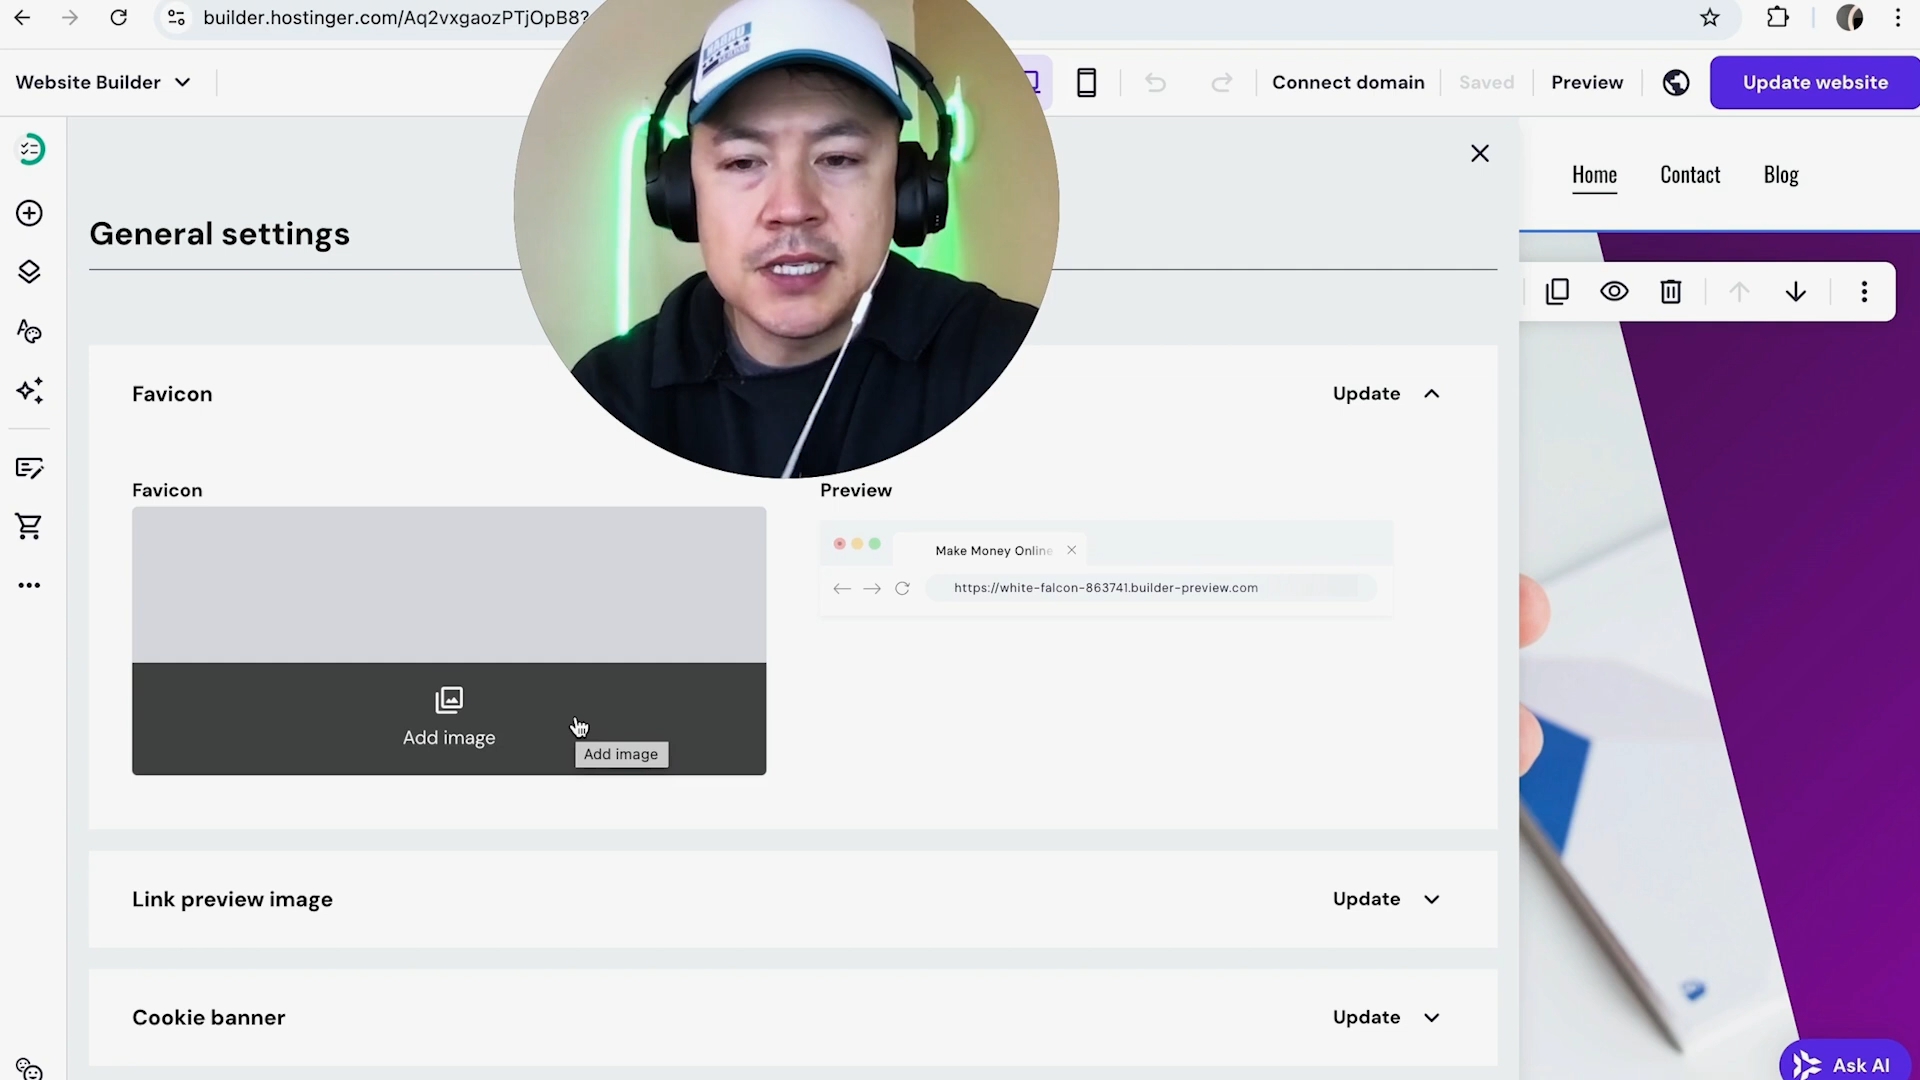 builder.hostinger.com/Aq2vxgaozPTjOpB8?
Website Builder
Connect domain
Saved
Preview
Update website
Home
Contact
Blog
General settings
Favicon
Update
Favicon
Preview
Make Money Online
https://white-falcon-863741.builder-preview.com
Add image
Add image
Link preview image
Update
Cookie banner
Update
Ask AI